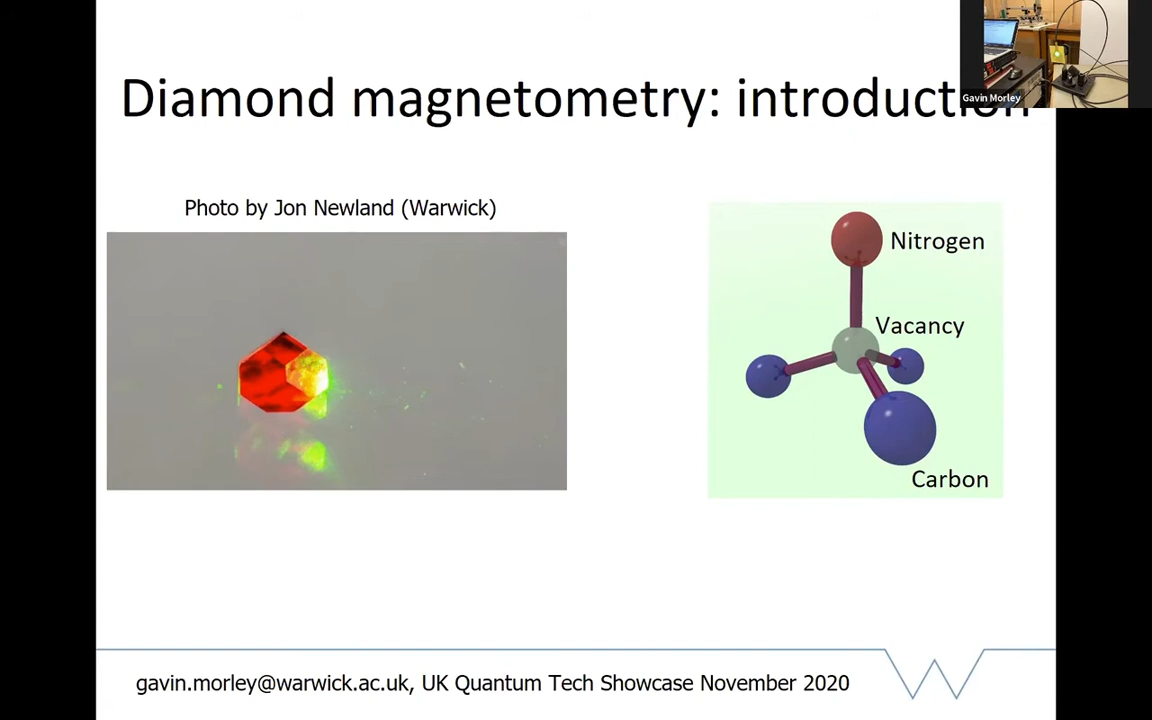 Diamond magnetometry: introduction
Gavin Morley
Photo by Jon Newland (Warwick)
Nitrogen
Vacancy
Carbon
gavin.morley@warwick.ac.uk, UK Quantum Tech Showcase November 2020